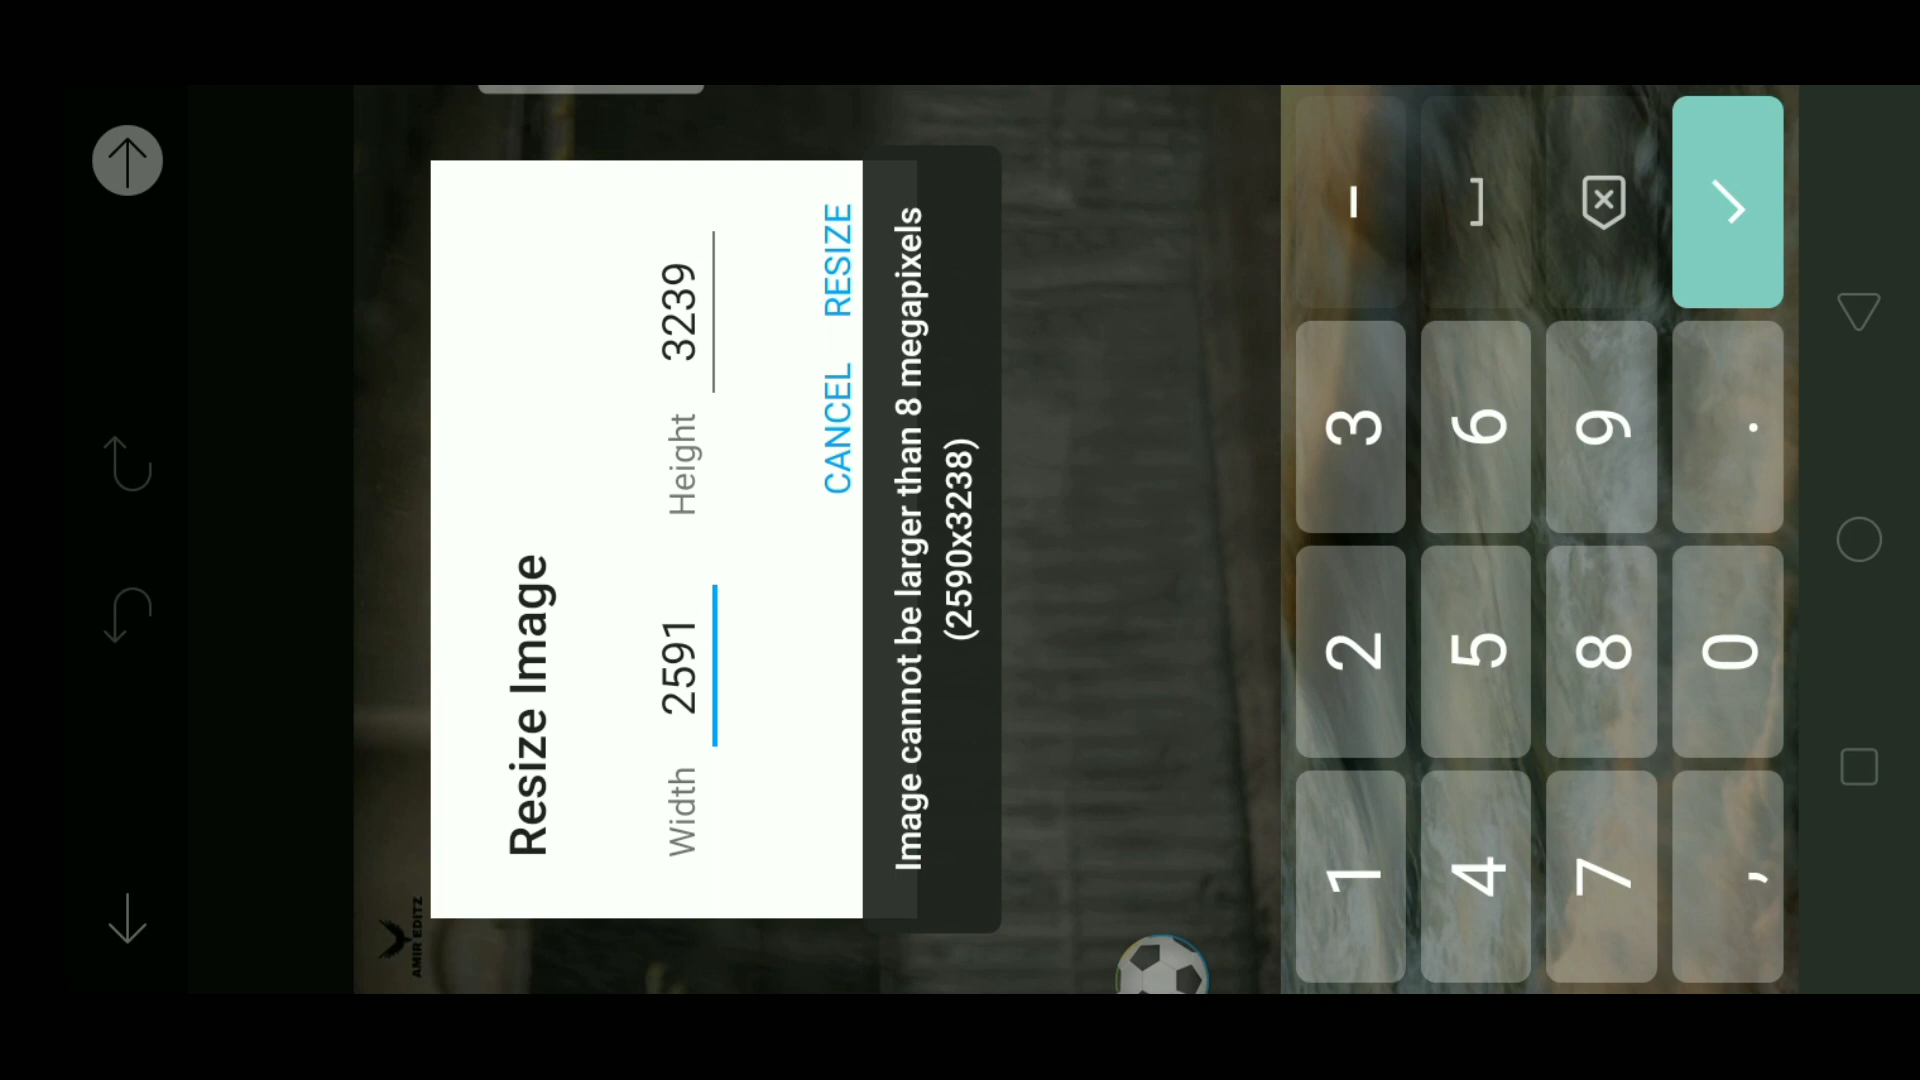 Resize Image
Width 2591 Height 3239
CANCEL RESIZE
Image cannot be larger than 8 megapixels
(2590x3238)
AMIR EDITZ
1 2 3 -
4 5 6 ]
7 8 9
, 0 .